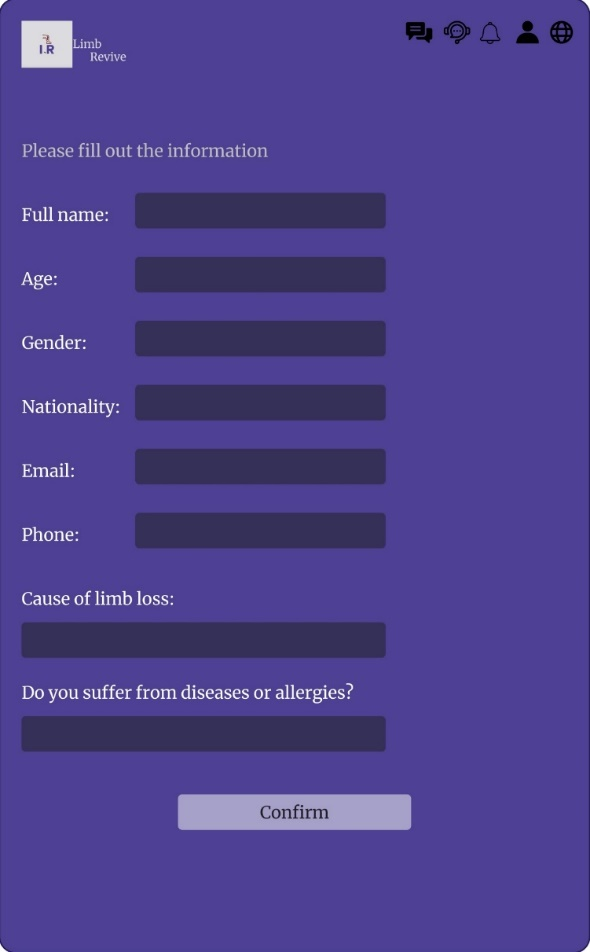 LR
Limb
Revive
Please fill out the information
Full name:
Age:
Gender:
Nationality:
Email:
Phone:
Cause of limb loss:
Do you suffer from diseases or allergies?
Confirm